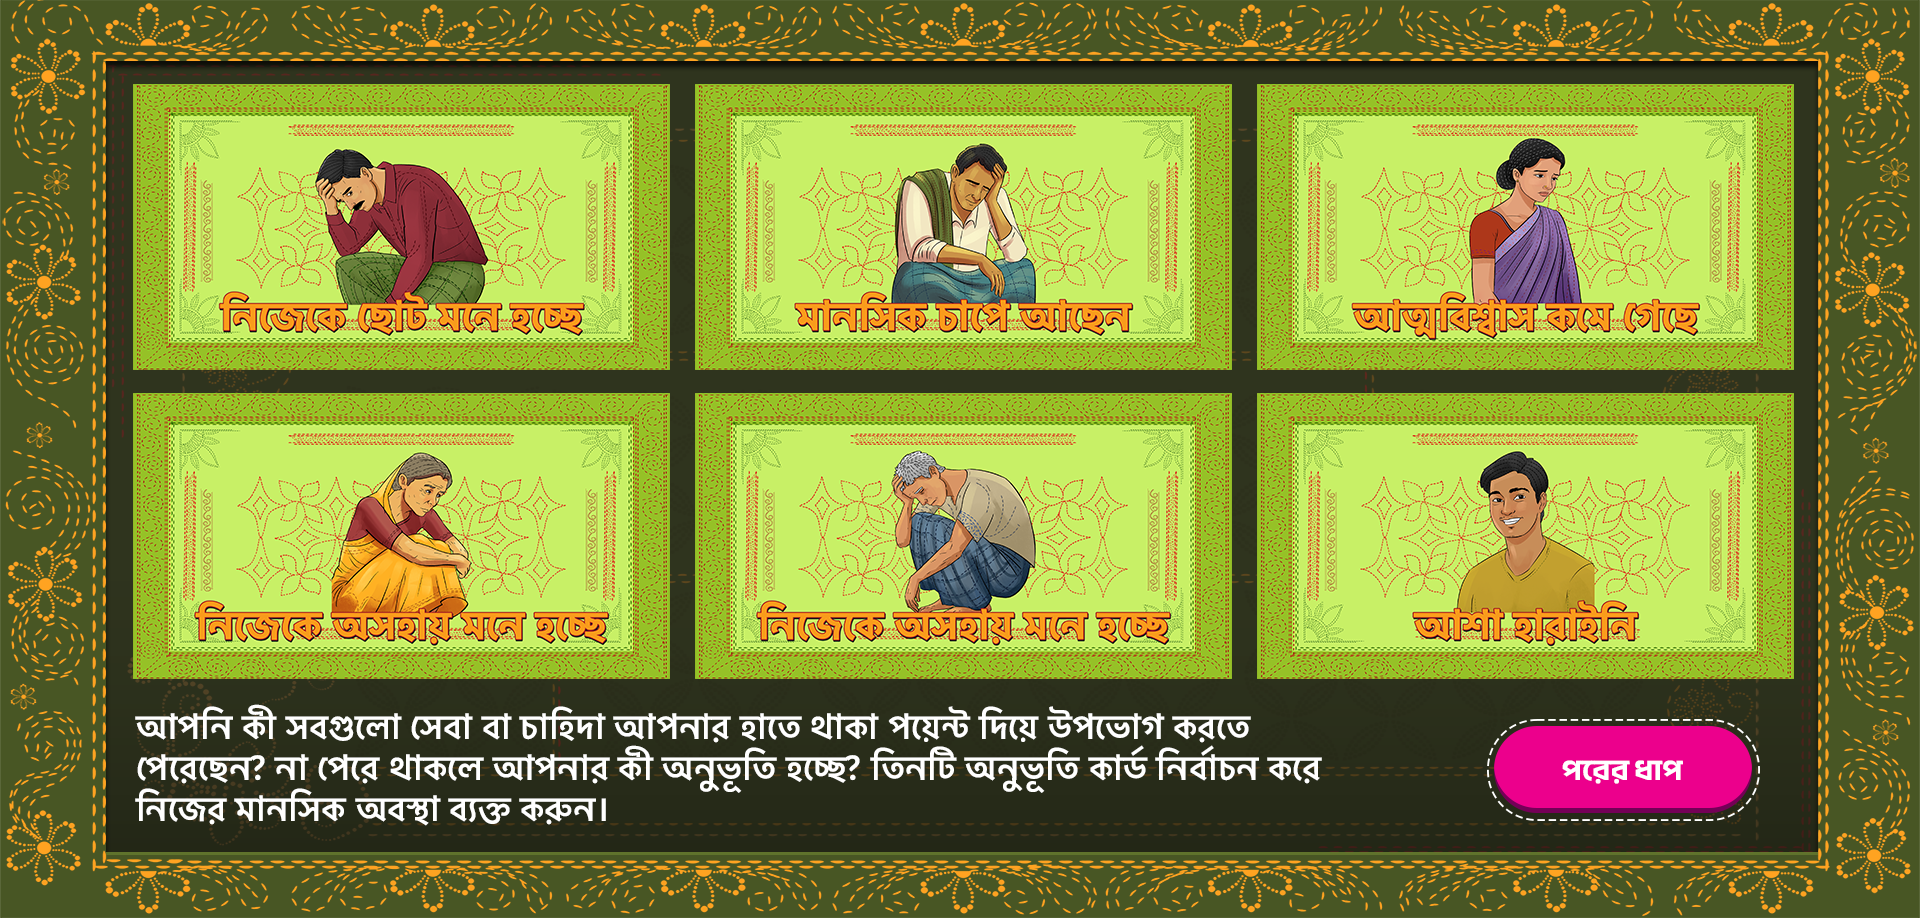 নিজেকে ছোট মনে হচ্ছে
মানসিক চাপে আছেন
আত্মবিশ্বাস কমে গেছে
নিজেকে অসহায় মনে হচ্ছে
নিজেকে অসহায় মনে হচ্ছে
আশা হারাইনি
আপনি কী সবগুলো সেবা বা চাহিদা আপনার হাতে থাকা পয়েন্ট দিয়ে উপভোগ করতে
পেরেছেন? না পেরে থাকলে আপনার কী অনুভূতি হচ্ছে? তিনটি অনুভূতি কার্ড নির্বাচন করে
নিজের মানসিক অবস্থা ব্যক্ত করুন।
পরের ধাপ